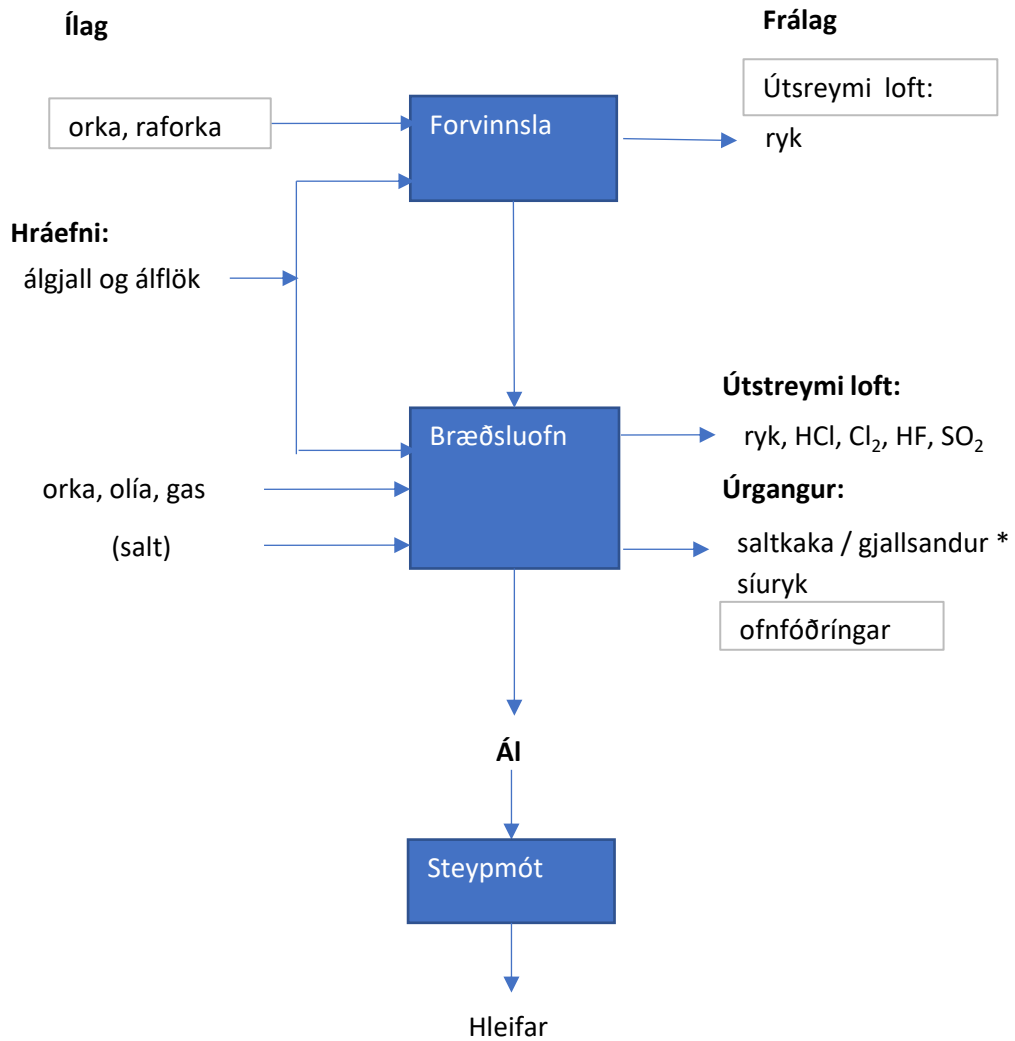 Ílag
Frálag
Útsreymi loft:
orka, raforka
Forvinnsla
ryk
Hráefni:
álgjall og álflök
Útstreymi loft:
Bræðsluofn
ryk, HCl, Cl₂, HF, SO₂
orka, olía, gas
Úrgangur:
(salt)
saltkaka / gjallsandur *
síuryk
ofnfóðríngar
Ál
Steypmót
Hleifar